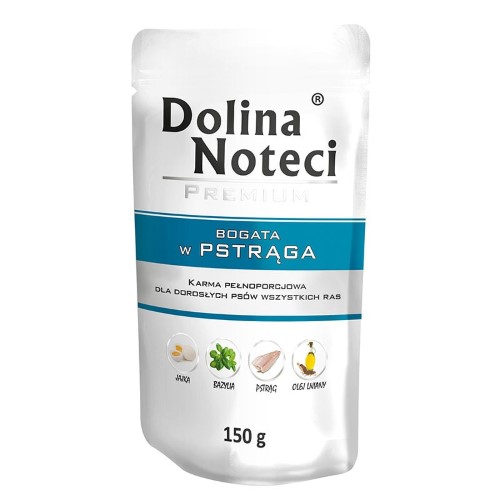 Dolina ®
Noteci
PREMIUM
BOGATA
W PSTRĄGA
KARMA PEŁNOPORCJOWA
DLA DOROSŁYCH PSÓW WSZYSTKICH RAS
JAJKA BAZYLIA PSTRĄG OLEJ LNIANY
150 g